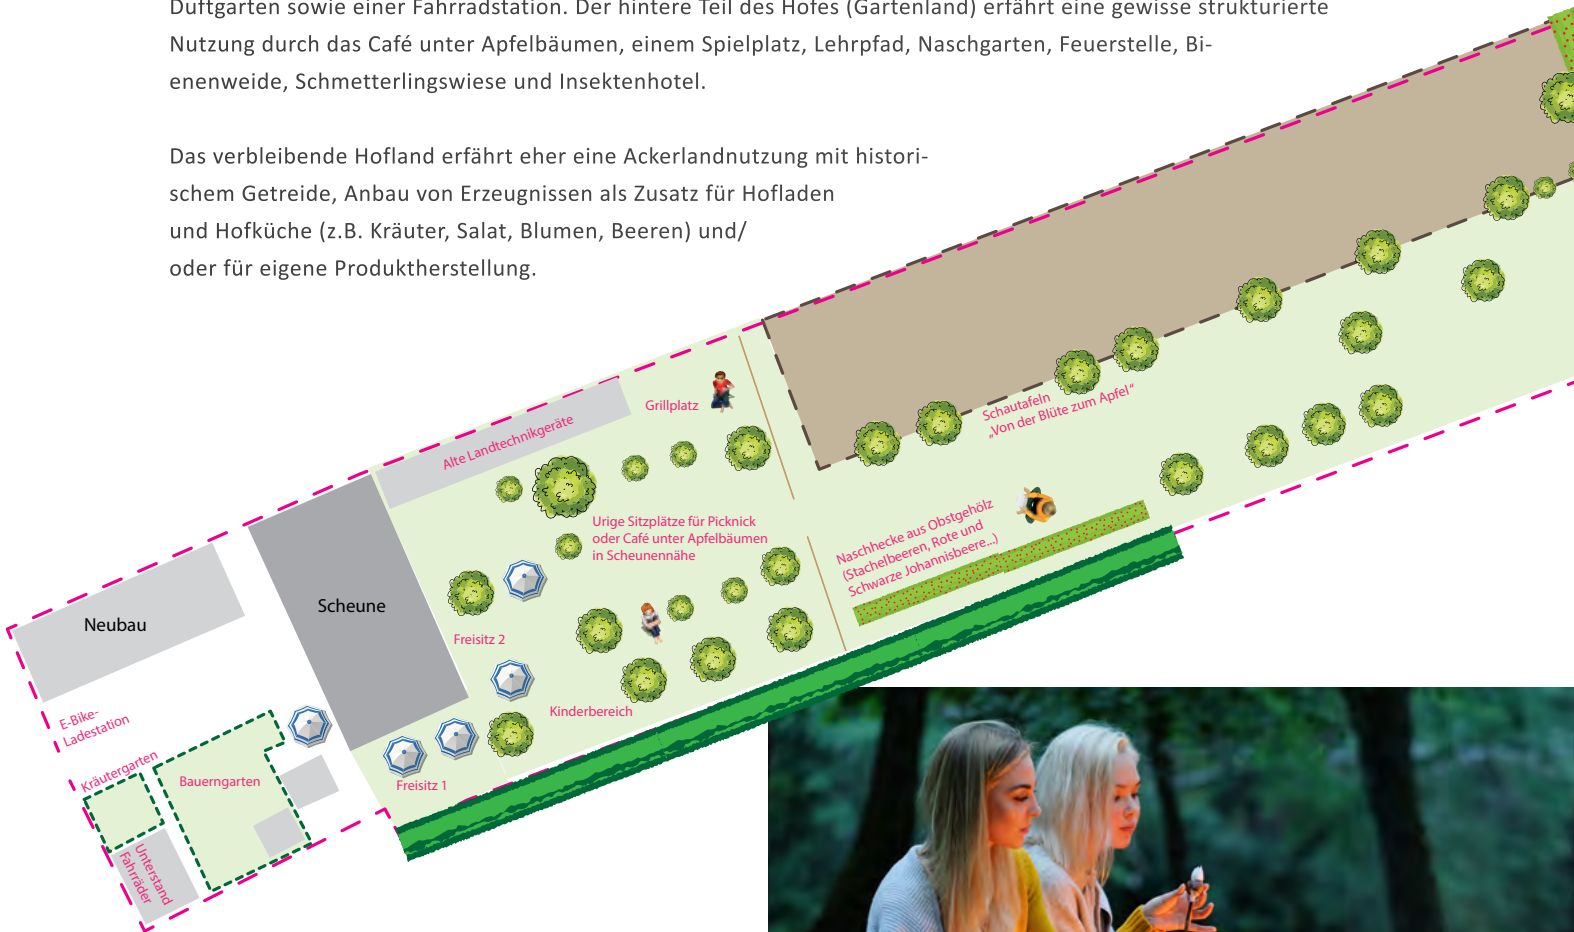 Duftgarten sowie einer Fahrradstation. Der hintere Teil des Hofes (Gartenland) erfährt eine gewisse strukturierte
Nutzung durch das Café unter Apfelbäumen, einem Spielplatz, Lehrpfad, Naschgarten, Feuerstelle, Bi-
enenweide, Schmetterlingswiese und Insektenhotel.
Das verbleibende Hofland erfährt eher eine Ackerlandnutzung mit histori-
schem Getreide, Anbau von Erzeugnissen als Zusatz für Hofladen
und Hofküche (z.B. Kräuter, Salat, Blumen, Beeren) und/
oder für eigene Produktherstellung.
Grillplatz
Alte Landtechnikgeräte
Schautafeln
„Von der Blüte zum Apfel“
Urige Sitzplätze für Picknick
oder Café unter Apfelbäumen
in Scheunennähe
Naschhecke aus Obstgehölz
(Stachelbeeren, Rote und
Schwarze Johannisbeere...)
Scheune
Neubau
Freisitz 2
Kinderbereich
E-Bike-
Ladestation
Kräutergarten
Bauerngarten
Freisitz 1
Unterstand
Fahrräder